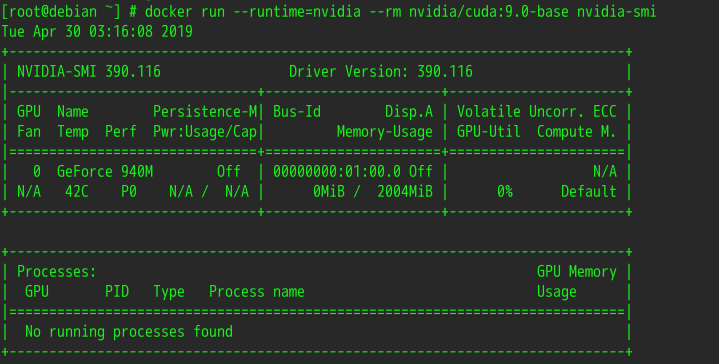 [root@debian ~] # docker run --runtime=nvidia --rm nvidia/cuda:9.0-base nvidia-smi
Tue Apr 30 03:16:08 2019
+-----------------------------------------------------------------------------+
| NVIDIA-SMI 390.116                Driver Version: 390.116                   |
|-------------------------------+----------------------+----------------------+
| GPU  Name        Persistence-M| Bus-Id        Disp.A | Volatile Uncorr. ECC |
| Fan  Temp  Perf  Pwr:Usage/Cap|         Memory-Usage | GPU-Util  Compute M. |
|===============================+======================+======================|
|   0  GeForce 940M        Off  | 00000000:01:00.0 Off |                  N/A |
| N/A   42C    P0    N/A /  N/A |      0MiB /  2004MiB |      0%      Default |
+-------------------------------+----------------------+----------------------+

+-----------------------------------------------------------------------------+
| Processes:                                                       GPU Memory |
|  GPU       PID   Type   Process name                             Usage      |
|=============================================================================|
|  No running processes found                                                 |
+-----------------------------------------------------------------------------+